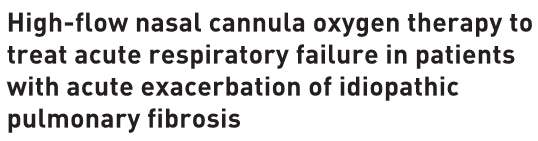 High-flow nasal cannula oxygen therapy to
treat acute respiratory failure in patients
with acute exacerbation of idiopathic
pulmonary fibrosis